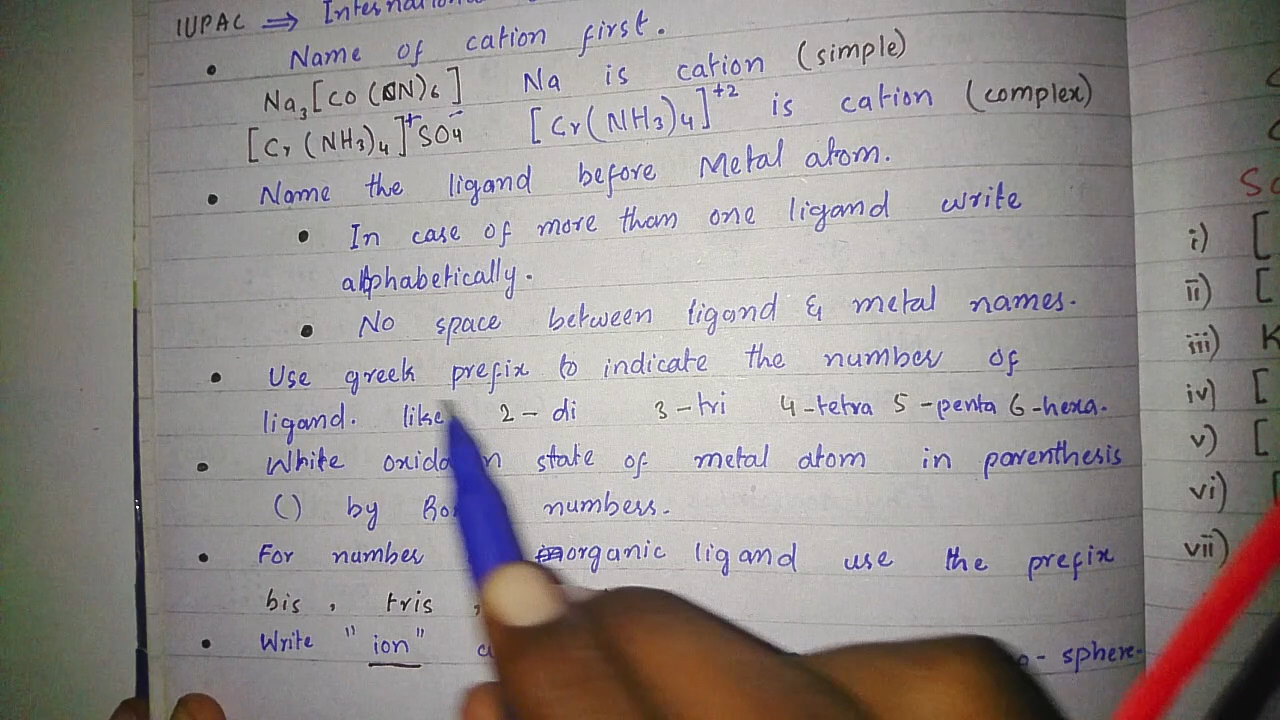 IUPAC ⇒
• Name of cation first.
Na₃[CO(CN)₆] Na is cation (simple)
[Cr(NH₃)₄]⁺SO₄⁻ [Cr(NH₃)₄]⁺² is cation (complex)
• Name the ligand before Metal atom.
• In case of more than one ligand write
alphabetically.
• No space between ligand & metal names.
• Use greek prefix to indicate the number of
ligand. like 2 - di 3 - tri 4 - tetra 5 - penta 6 - hexa.
• White state of metal atom in parenthesis
() by numbers.
• For number organic ligand use the prefix
bis , tris ,
• Write "ion" - sphere.
i) [
ii) [
iii) K
iv) [
v) [
vi)
vii)